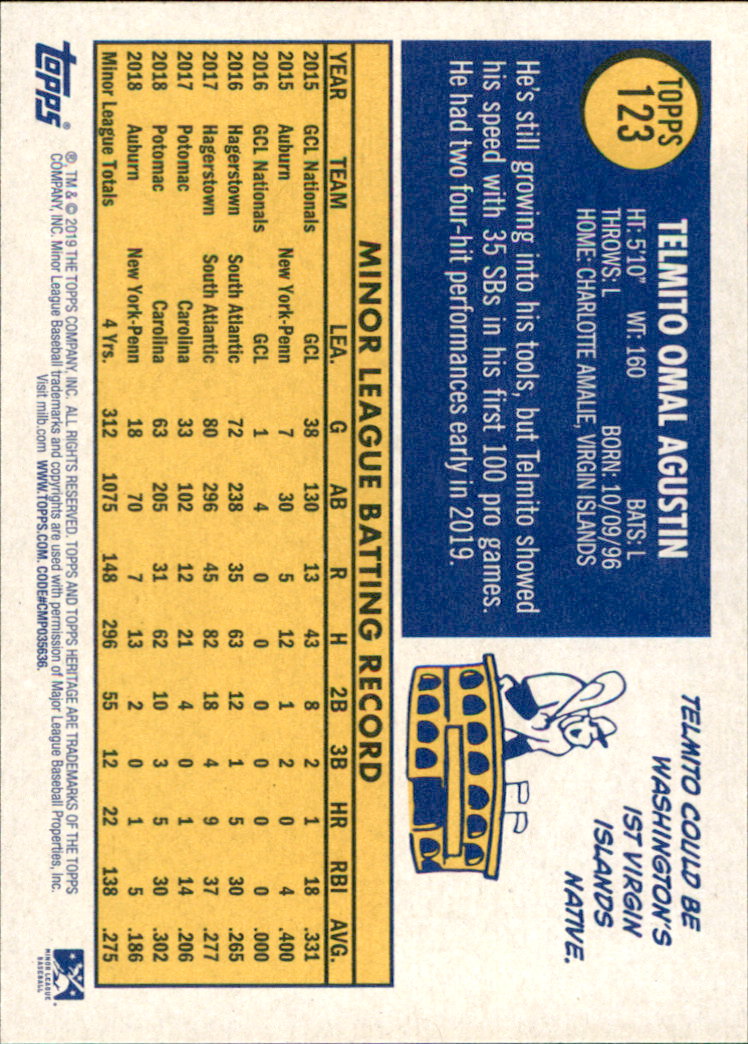 TOPPS
123
TELMITO OMAL AGUSTIN
HT: 5'10" WT: 160 BATS: L
THROWS: L BORN: 10/09/96
HOME: CHARLOTTE AMALIE, VIRGIN ISLANDS
He's still growing into his tools, but Telmito showed
his speed with 35 SBs in his first 100 pro games.
He had two four-hit performances early in 2019.
TELMITO COULD BE
WASHINGTON'S
1ST VIRGIN
ISLANDS
NATIVE.
MINOR LEAGUE BATTING RECORD
YEAR TEAM LEA. G AB R H 2B 3B HR RBI AVG.
2015 GCL Nationals GCL 38 130 13 43 8 2 1 18 .331
2015 Auburn New York-Penn 7 30 5 12 1 2 0 4 .400
2016 GCL Nationals GCL 1 4 0 0 0 0 0 0 .000
2016 Hagerstown South Atlantic 72 238 35 63 12 1 5 30 .265
2017 Hagerstown South Atlantic 80 296 45 82 18 4 9 37 .277
2017 Potomac Carolina 33 102 12 21 4 0 1 14 .206
2018 Potomac Carolina 63 205 31 62 10 3 5 30 .302
2018 Auburn New York-Penn 18 70 7 13 2 0 1 5 .186
Minor League Totals 4 Yrs. 312 1075 148 296 55 12 22 138 .275
topps®
®, TM & © 2019 THE TOPPS COMPANY, INC. ALL RIGHTS RESERVED. TOPPS AND TOPPS HERITAGE ARE TRADEMARKS OF THE TOPPS
COMPANY, INC. Minor League Baseball trademarks and copyrights are used with permission of Major League Baseball Properties, Inc.
Visit milb.com WWW.TOPPS.COM. CODE#CMP035636.
MINOR LEAGUE
BASEBALL